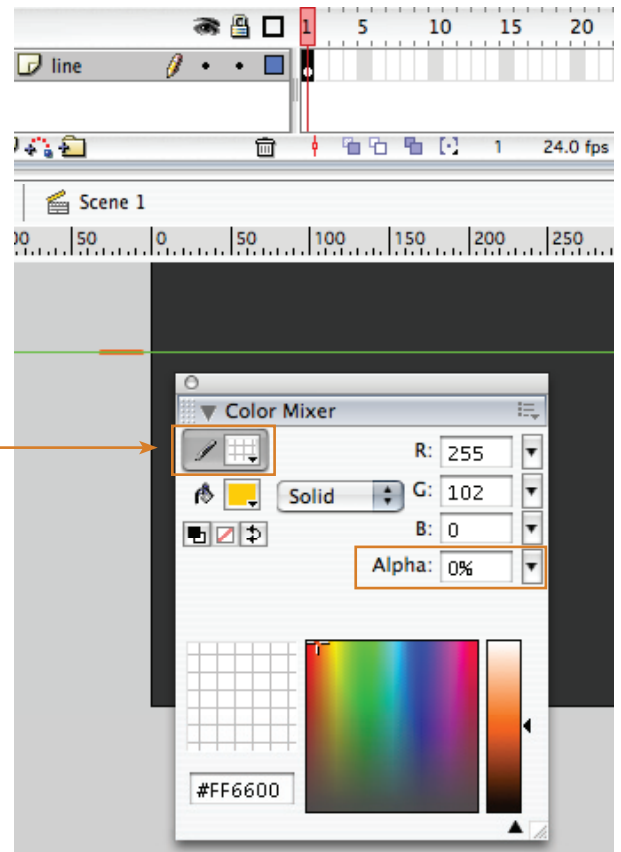 1 5 10 15 20
line
1 24.0 fps
Scene 1
50 0 50 100 150 200 250
Color Mixer
R: 255
Solid G: 102
B: 0
Alpha: 0%
#FF6600